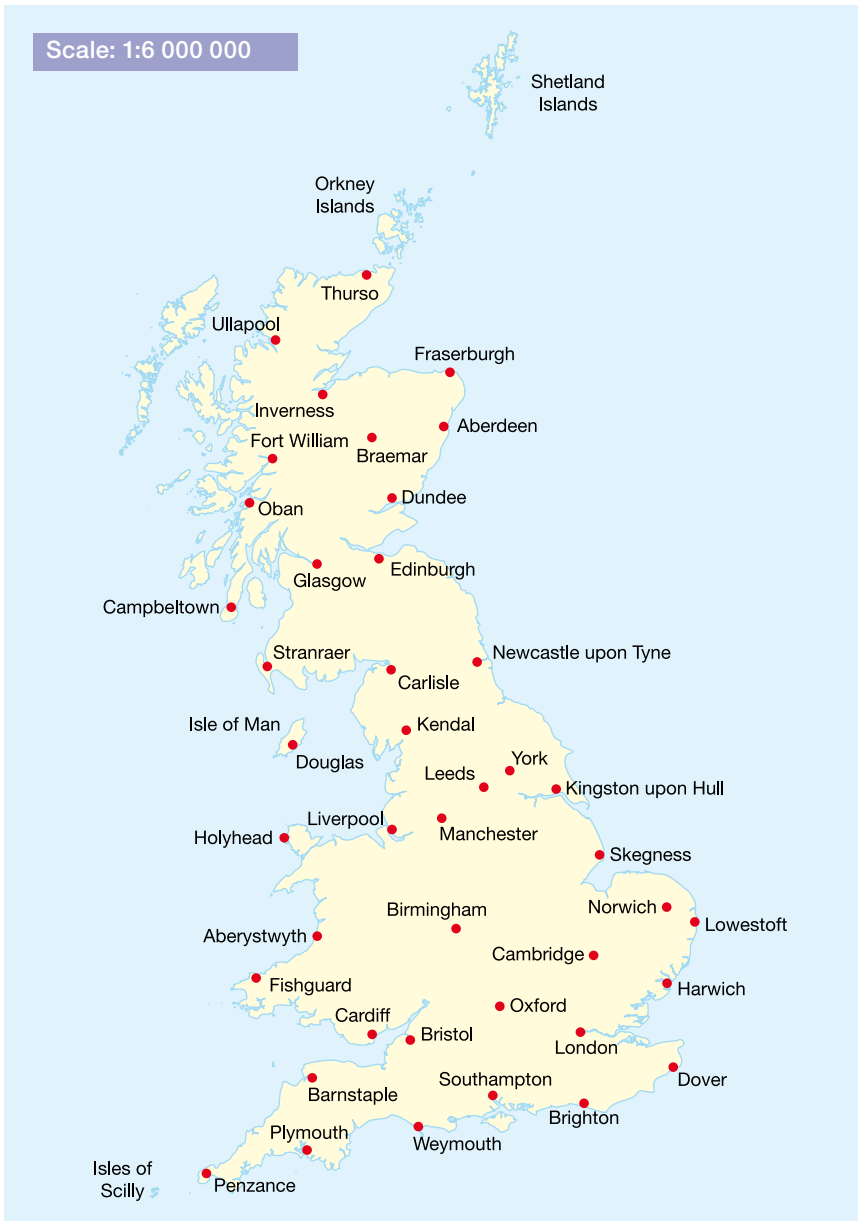 Scale: 1:6 000 000
Shetland
Islands
Orkney
Islands
Thurso
Ullapool
Fraserburgh
Inverness
Aberdeen
Fort William
Braemar
Dundee
Oban
Edinburgh
Glasgow
Campbeltown
Stranraer
Newcastle upon Tyne
Carlisle
Isle of Man
Kendal
Douglas
York
Leeds
Kingston upon Hull
Liverpool
Manchester
Holyhead
Skegness
Birmingham
Norwich
Lowestoft
Aberystwyth
Cambridge
Fishguard
Harwich
Oxford
Cardiff
Bristol
London
Southampton
Dover
Barnstaple
Brighton
Plymouth
Weymouth
Isles of
Scilly
Penzance